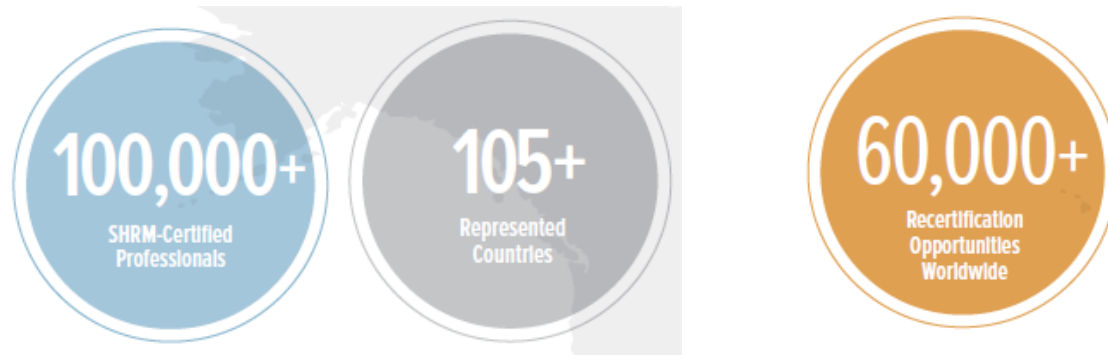 100,000+
SHRM-Certified
Professionals
105+
Represented
Countries
60,000+
Recertification
Opportunities
Worldwide